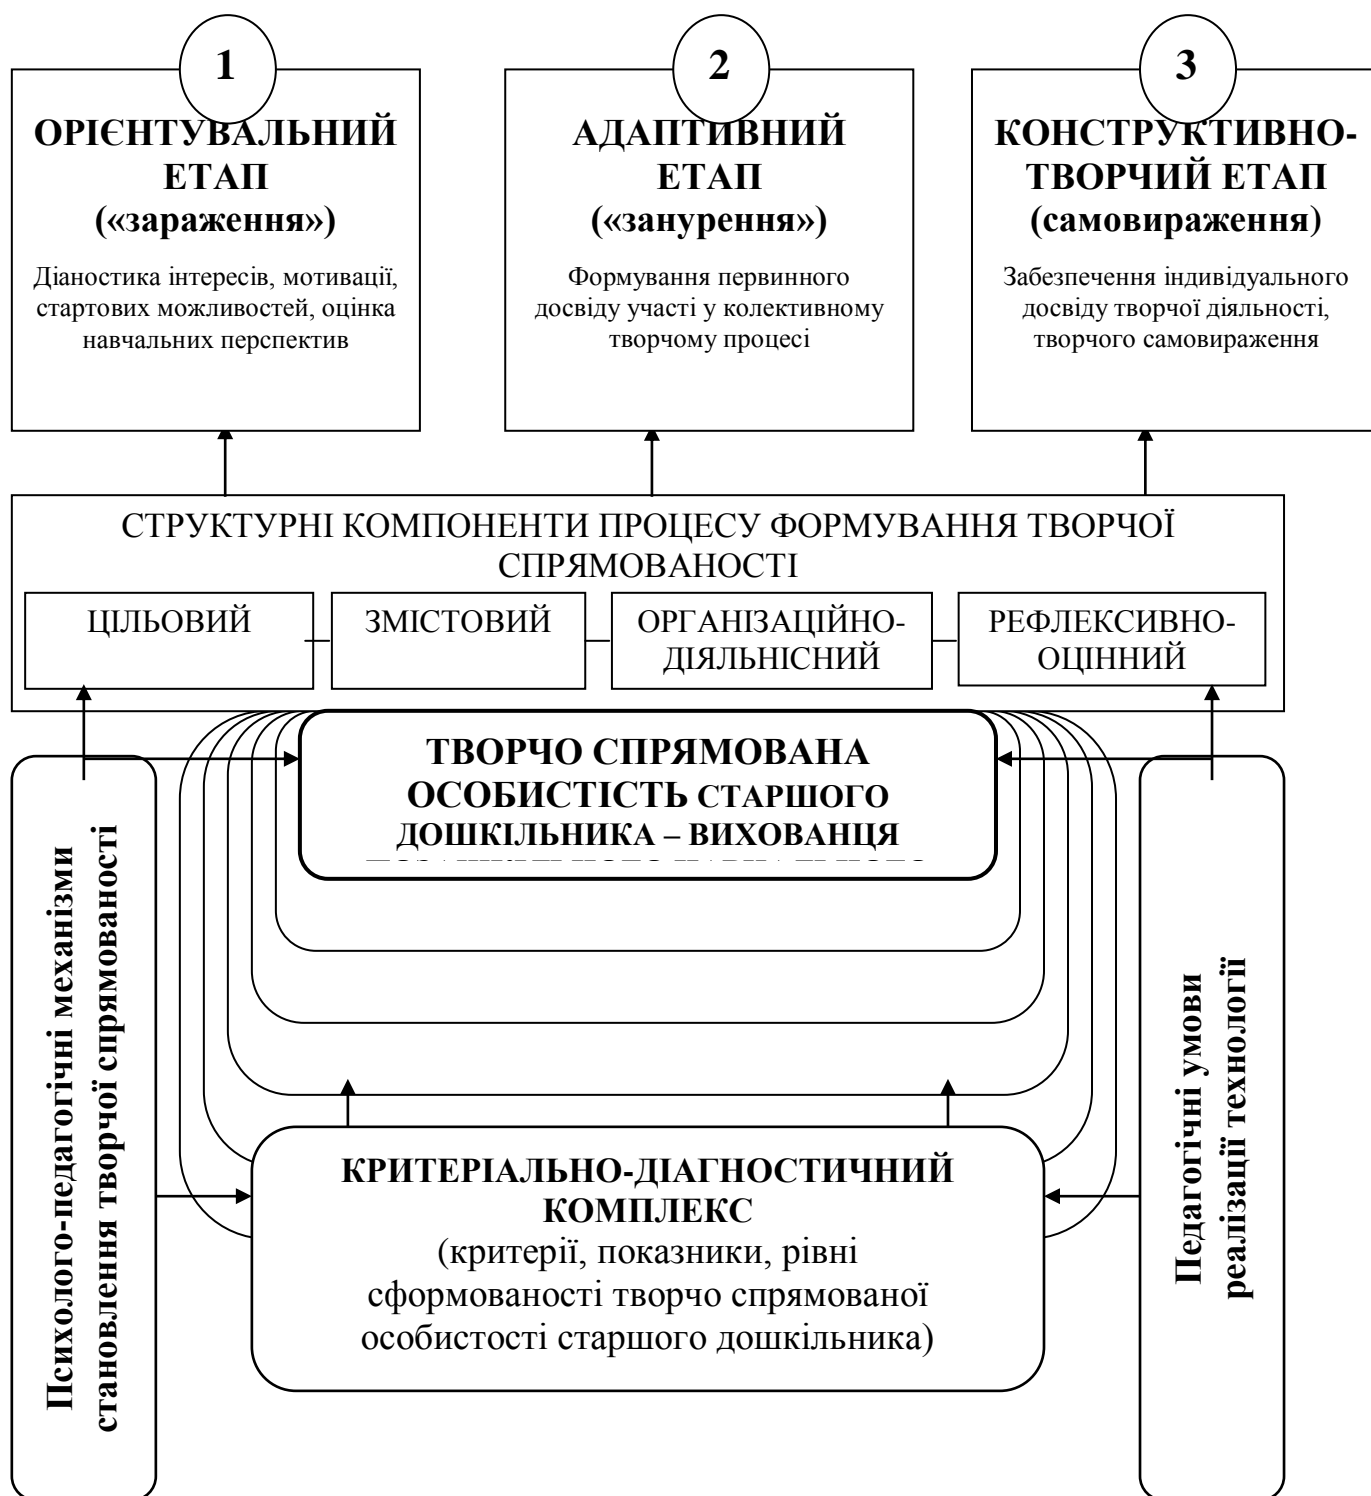 1
ОРІЄНТУВАЛЬНИЙ
ЕТАП
(«зараження»)
Діаностика інтересів, мотивації,
стартових можливостей, оцінка
навчальних перспектив
2
АДАПТИВНИЙ
ЕТАП
(«занурення»)
Формування первинного
досвіду участі у колективному
творчому процесі
3
КОНСТРУКТИВНО-
ТВОРЧИЙ ЕТАП
(самовираження)
Забезпечення індивідуального
досвіду творчої діяльності,
творчого самовираження
СТРУКТУРНІ КОМПОНЕНТИ ПРОЦЕСУ ФОРМУВАННЯ ТВОРЧОЇ
СПРЯМОВАНОСТІ
ЦІЛЬОВИЙ
ЗМІСТОВИЙ
ОРГАНІЗАЦІЙНО-
ДІЯЛЬНІСНИЙ
РЕФЛЕКСИВНО-
ОЦІННИЙ
ТВОРЧО СПРЯМОВАНА
ОСОБИСТІСТЬ СТАРШОГО
ДОШКІЛЬНИКА – ВИХОВАНЦЯ
Психолого-педагогічні механізми
становлення творчої спрямованості
КРИТЕРІАЛЬНО-ДІАГНОСТИЧНИЙ
КОМПЛЕКС
(критерії, показники, рівні
сформованості творчо спрямованої
особистості старшого дошкільника)
Педагогічні умови
реалізації технології